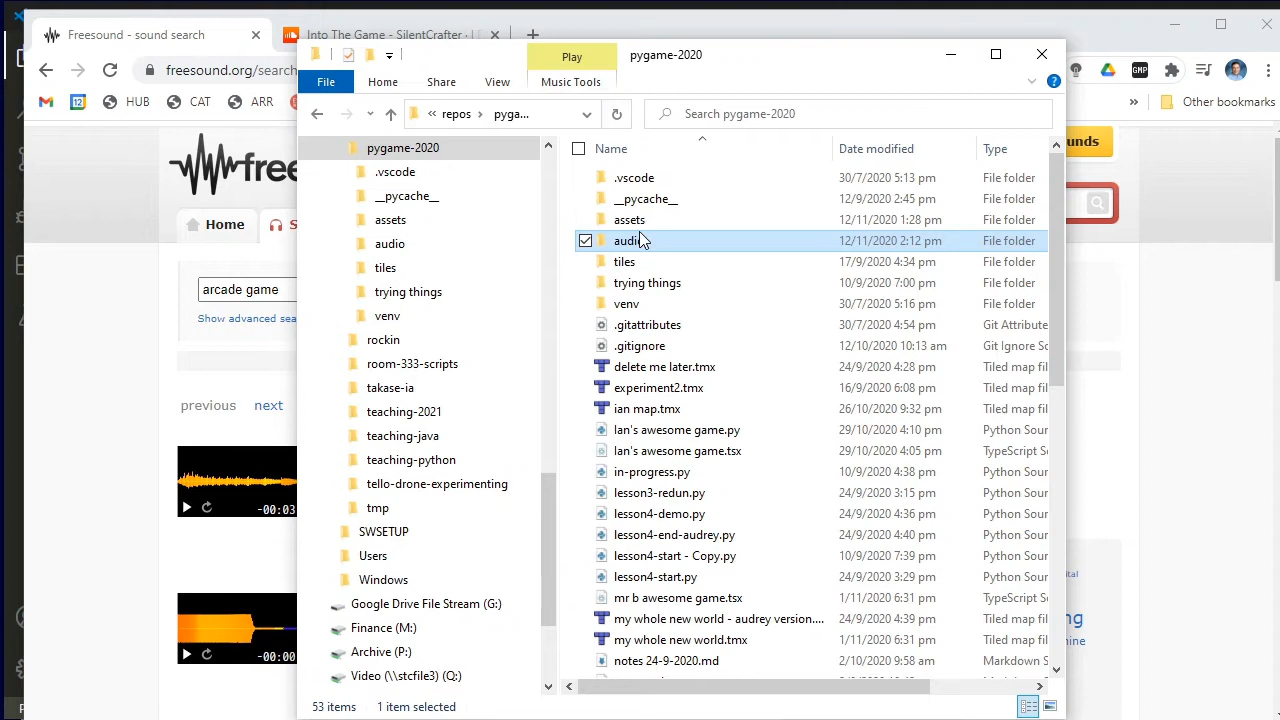 Freesound - sound search
Into The Game - SilentCrafter
freesound.org/search
GMP
HUB
CAT
ARR
Other bookmarks
free
Home
S
arcade game
Show advanced sea
previous
next
-00:03
-00:00
Play
pygame-2020
File
Home
Share
View
Music Tools
repos
pyga...
Search pygame-2020
pygame-2020
.vscode
__pycache__
assets
audio
tiles
trying things
venv
rockin
room-333-scripts
takase-ia
teaching-2021
teaching-java
teaching-python
tello-drone-experimenting
tmp
SWSETUP
Users
Windows
Google Drive File Stream (G:)
Finance (M:)
Archive (P:)
Video (\\stcfile3) (Q:)
Name Date modified Type
.vscode 30/7/2020 5:13 pm File folder
__pycache__ 12/9/2020 2:45 pm File folder
assets 12/11/2020 1:28 pm File folder
audio 12/11/2020 2:12 pm File folder
tiles 17/9/2020 4:34 pm File folder
trying things 10/9/2020 7:00 pm File folder
venv 30/7/2020 5:16 pm File folder
.gitattributes 30/7/2020 4:54 pm Git Attribute
.gitignore 12/10/2020 10:13 am Git Ignore So
delete me later.tmx 24/9/2020 4:28 pm Tiled map fil
experiment2.tmx 16/9/2020 6:08 pm Tiled map fil
ian map.tmx 26/10/2020 9:32 pm Tiled map fil
Ian's awesome game.py 29/10/2020 4:10 pm Python Sour
Ian's awesome game.tsx 29/10/2020 4:05 pm TypeScript S
in-progress.py 10/9/2020 4:38 pm Python Sour
lesson3-redun.py 24/9/2020 3:15 pm Python Sour
lesson4-demo.py 24/9/2020 4:36 pm Python Sour
lesson4-end-audrey.py 24/9/2020 4:40 pm Python Sour
lesson4-start - Copy.py 10/9/2020 7:39 pm Python Sour
lesson4-start.py 24/9/2020 3:29 pm Python Sour
mr b awesome game.tsx 1/11/2020 6:31 pm TypeScript S
my whole new world - audrey version.... 24/9/2020 4:39 pm Tiled map fil
my whole new world.tmx 1/11/2020 6:31 pm Tiled map fil
notes 24-9-2020.md 2/10/2020 9:58 am Markdown S
53 items 1 item selected
unds
ital
ng
ine